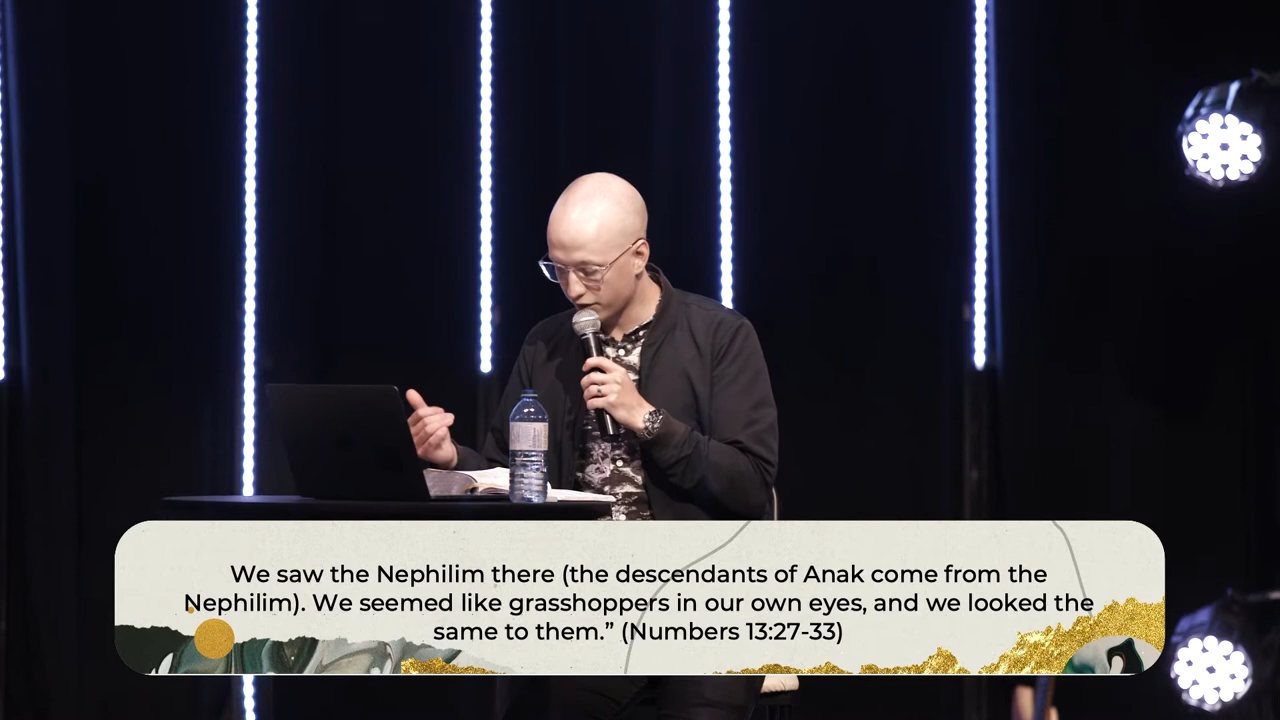 We saw the Nephilim there (the descendants of Anak come from the
Nephilim). We seemed like grasshoppers in our own eyes, and we looked the
same to them.” (Numbers 13:27-33)